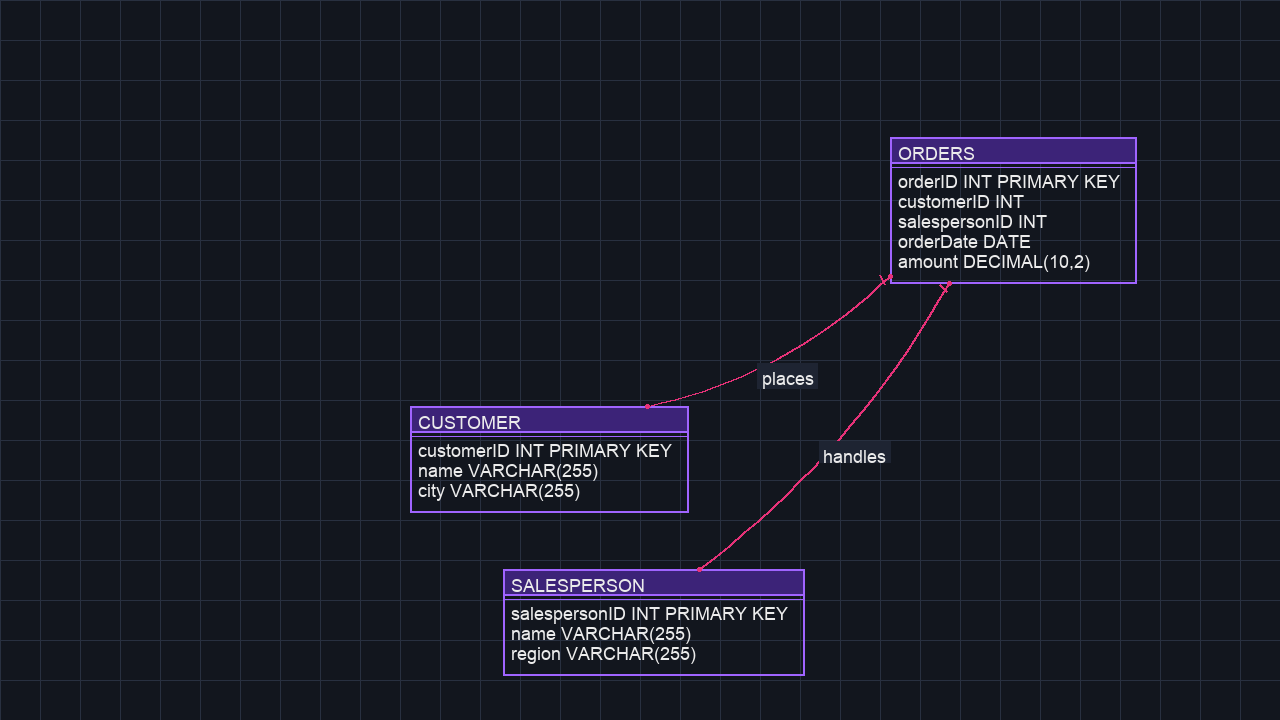 ORDERS
orderID INT PRIMARY KEY
customerID INT
salespersonID INT
orderDate DATE
amount DECIMAL(10,2)
places
CUSTOMER
customerID INT PRIMARY KEY
name VARCHAR(255)
city VARCHAR(255)
handles
SALESPERSON
salespersonID INT PRIMARY KEY
name VARCHAR(255)
region VARCHAR(255)